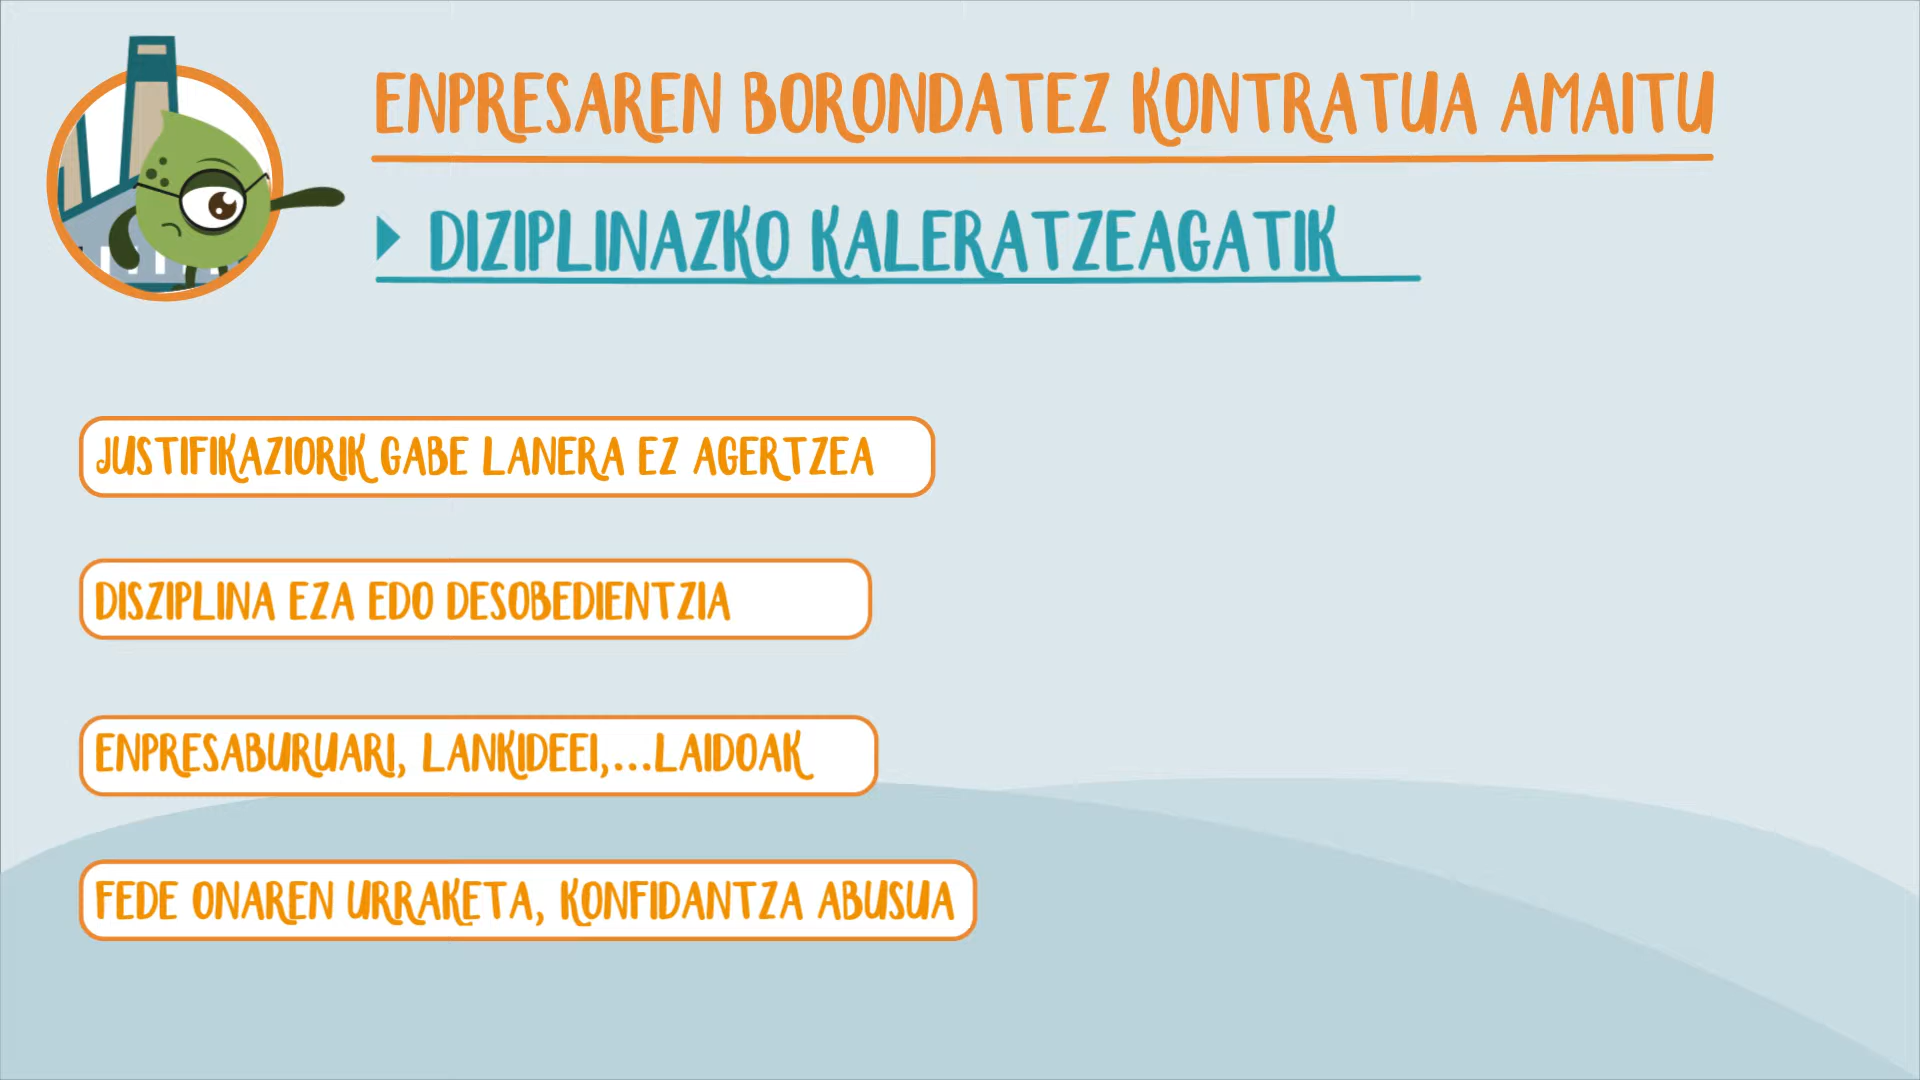 ENPRESAREN BORONDATEZ KONTRATUA AMAITU
DIZIPLINAZKO KALERATZEAGATIK
JUSTIFIKAZIORIK GABE LANERA EZ AGERTZEA
DISZIPLINA EZA EDO DESOBEDIENTZIA
ENPRESABURUARI, LANKIDEEI,...LAIDOAK
FEDE ONAREN URRAKETA, KONFIDANTZA ABUSUA